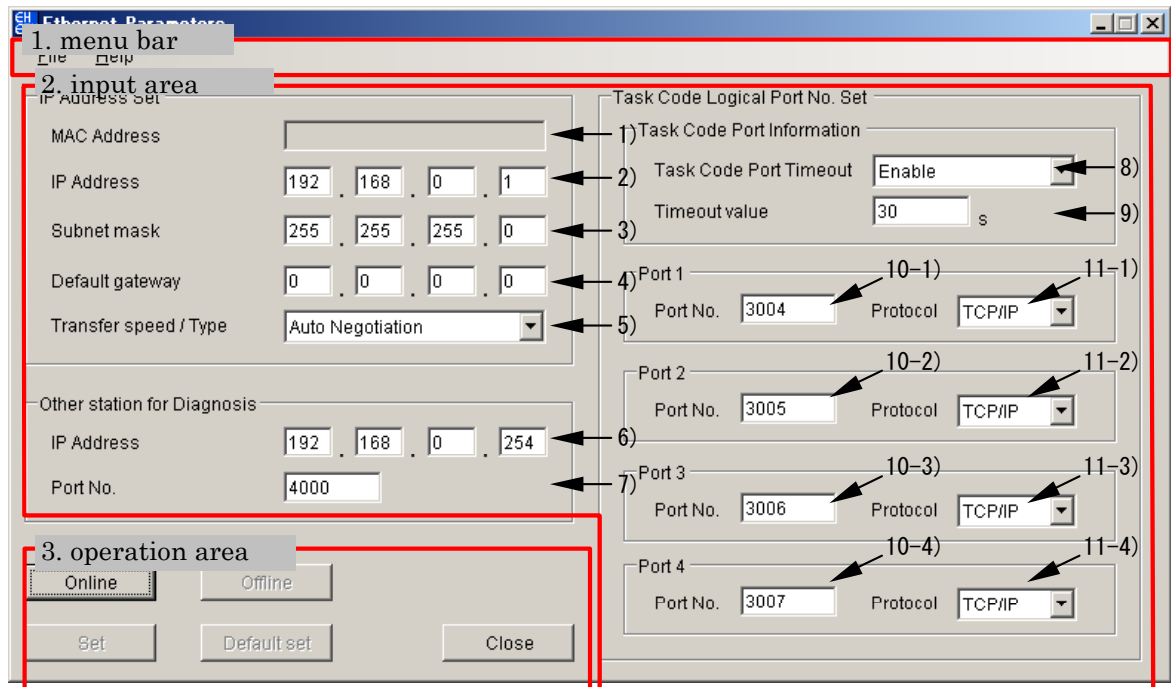 Ethernet Parameters
1. menu bar
File Help
2. input area
IP Address Set
MAC Address 1)
IP Address 192 . 168 . 0 . 1 2)
Subnet mask 255 . 255 . 255 . 0 3)
Default gateway 0 . 0 . 0 . 0 4)
Transfer speed / Type Auto Negotiation 5)
Other station for Diagnosis
IP Address 192 . 168 . 0 . 254 6)
Port No. 4000 7)
Task Code Logical Port No. Set
Task Code Port Information
Task Code Port Timeout Enable 8)
Timeout value 30 s 9)
Port 1 10-1) 11-1)
Port No. 3004 Protocol TCP/IP
Port 2 10-2) 11-2)
Port No. 3005 Protocol TCP/IP
Port 3 10-3) 11-3)
Port No. 3006 Protocol TCP/IP
Port 4 10-4) 11-4)
Port No. 3007 Protocol TCP/IP
3. operation area
Online Offline
Set Default set Close